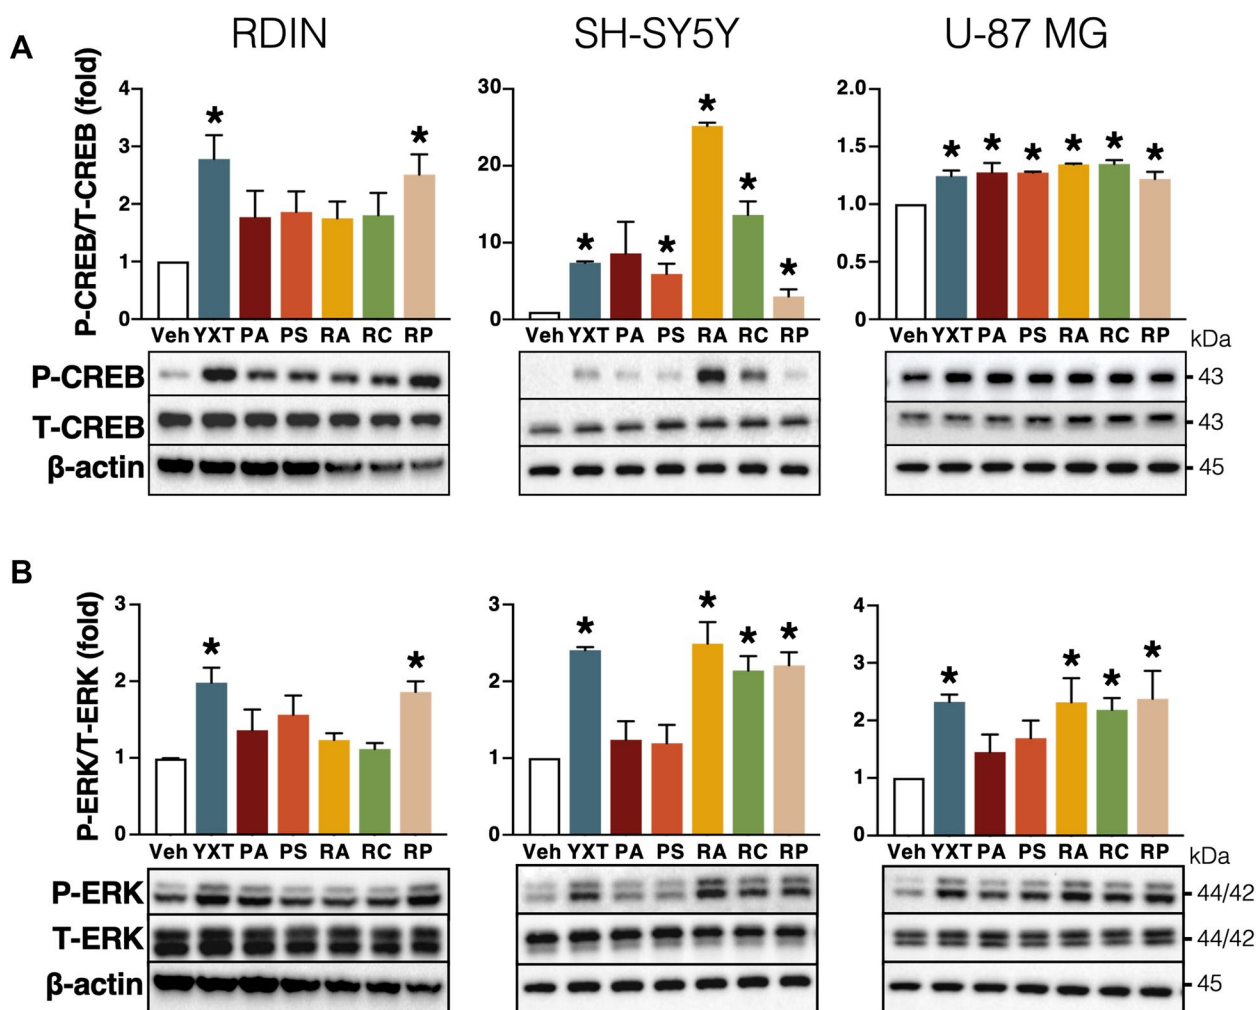 RDIN SH-SY5Y U-87 MG
A
P-CREB/T-CREB (fold)
4 3 2 1 0
* *
Veh YXT PA PS RA RC RP
30 20 10 0
* * * * *
Veh YXT PA PS RA RC RP
2.0 1.5 1.0 0.5 0
* * * * * *
Veh YXT PA PS RA RC RP
kDa
P-CREB 43
T-CREB 43
β-actin 45
B
P-ERK/T-ERK (fold)
3 2 1 0
* *
Veh YXT PA PS RA RC RP
3 2 1 0
* * * *
Veh YXT PA PS RA RC RP
4 3 2 1 0
* * * *
Veh YXT PA PS RA RC RP
kDa
P-ERK 44/42
T-ERK 44/42
β-actin 45